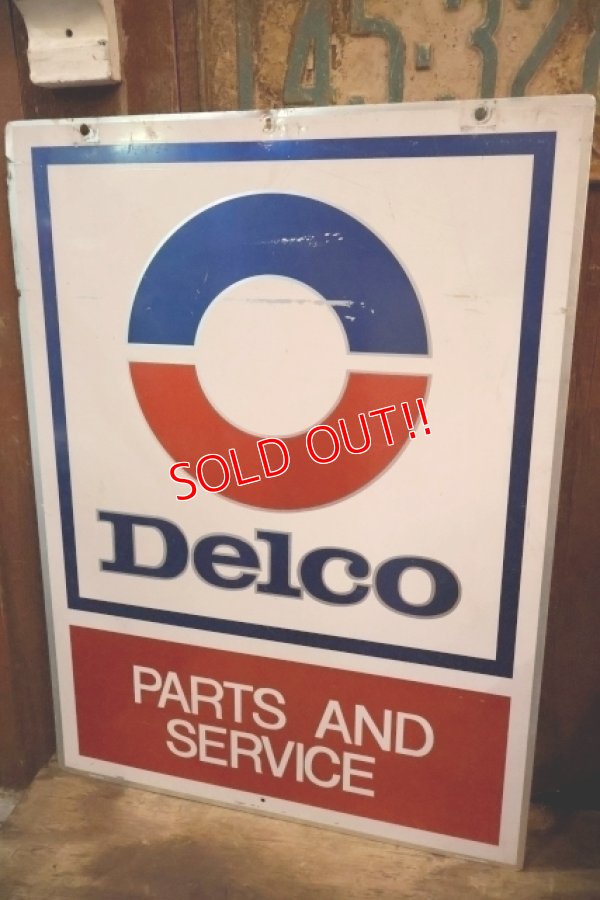 SOLD OUT!!
Delco
PARTS AND
SERVICE